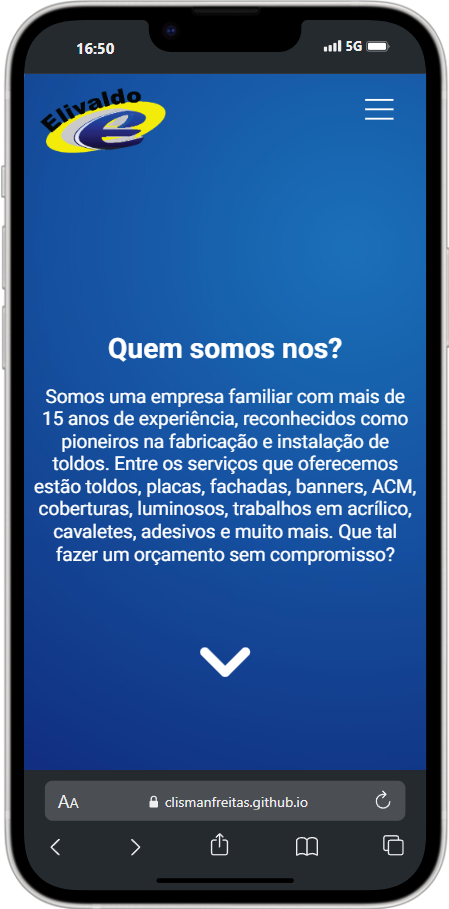 16:50
5G
Elivaldo
e
Quem somos nos?
Somos uma empresa familiar com mais de
15 anos de experiência, reconhecidos como
pioneiros na fabricação e instalação de
toldos. Entre os serviços que oferecemos
estão toldos, placas, fachadas, banners, ACM,
coberturas, luminosos, trabalhos em acrílico,
cavaletes, adesivos e muito mais. Que tal
fazer um orçamento sem compromisso?
AA clismanfreitas.github.io